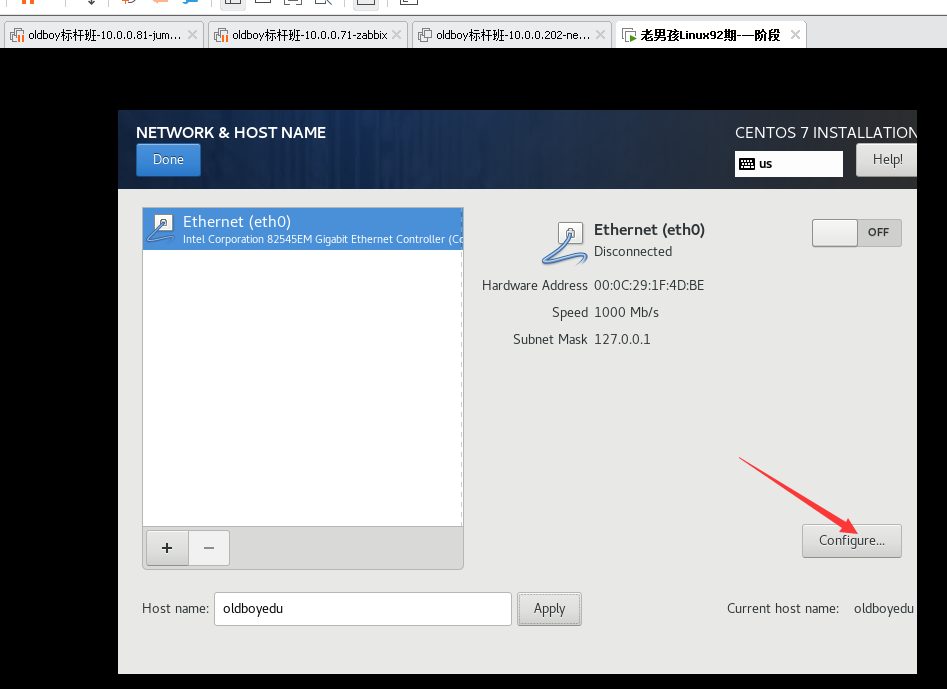 oldboy标杆班-10.0.0.81-jum...
oldboy标杆班-10.0.0.71-zabbix
oldboy标杆班-10.0.0.202-ne...
老男孩Linux92期-一阶段
NETWORK & HOST NAME
CENTOS 7 INSTALLATION
Done
us
Help!
Ethernet (eth0)
Intel Corporation 82545EM Gigabit Ethernet Controller (Co
Ethernet (eth0)
Disconnected
OFF
Hardware Address 00:0C:29:1F:4D:BE
Speed 1000 Mb/s
Subnet Mask 127.0.0.1
Configure...
+ −
Host name: oldboyedu Apply Current host name: oldboyedu